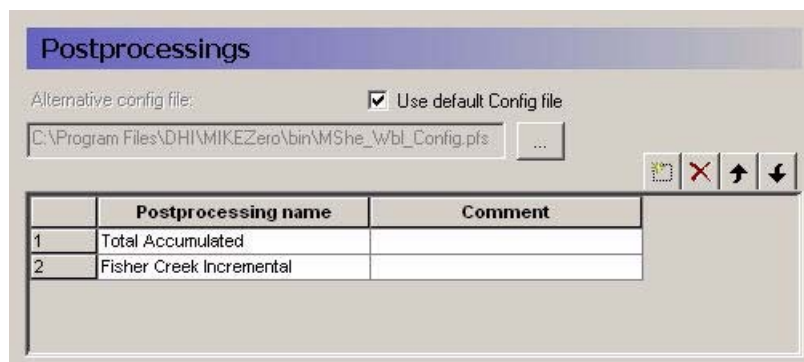 Postprocessings
Alternative config file:
Use default Config file
C:\Program Files\DHI\MIKEZero\bin\MShe_Wbl_Config.pfs ...
Postprocessing name Comment
1 Total Accumulated
2 Fisher Creek Incremental